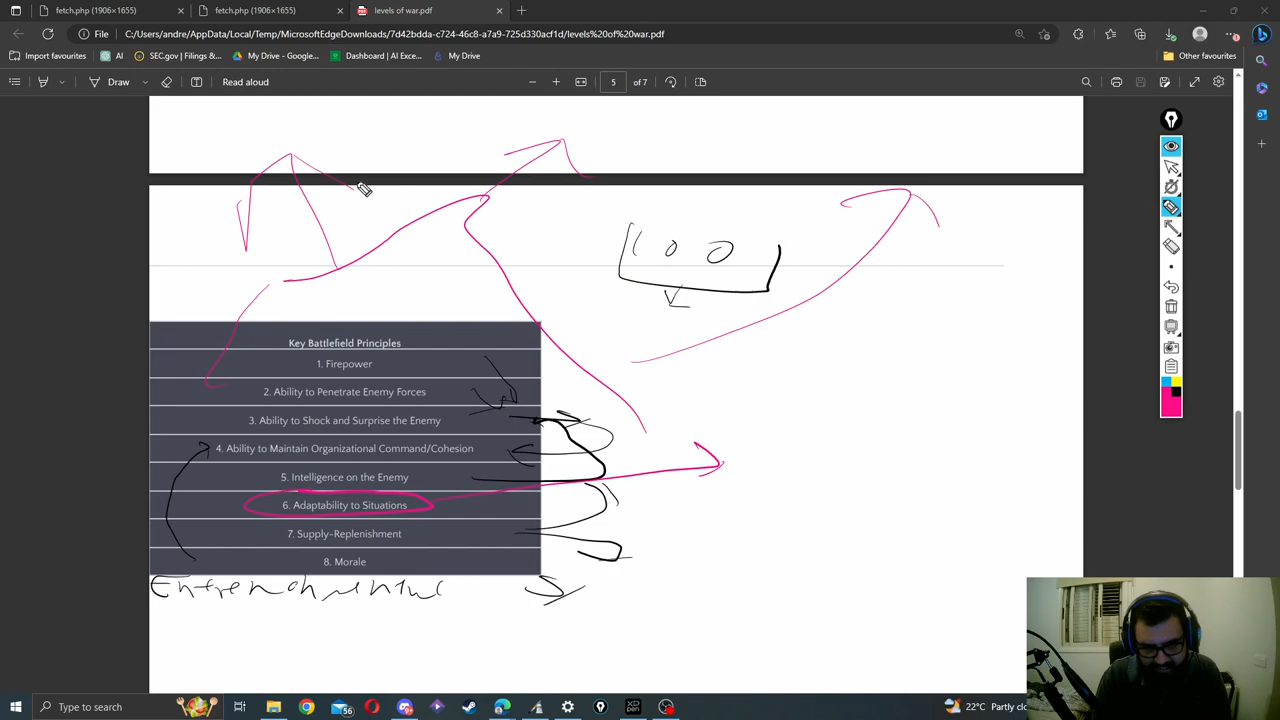 fetch.php (1906×1655)
fetch.php (1906×1655)
levels of war.pdf
File
C:/Users/andre/AppData/Local/Temp/MicrosoftEdgeDownloads/7d42bdda-c724-46c8-a7a9-725d330acf1d/levels%20of%20war.pdf
Import favourites
AI
SEC.gov | Filings &...
My Drive - Google...
Dashboard | AI Exce...
My Drive
Other favourites
Draw
Read aloud
5 of 7
100
Key Battlefield Principles
1. Firepower
2. Ability to Penetrate Enemy Forces
3. Ability to Shock and Surprise the Enemy
4. Ability to Maintain Organizational Command/Cohesion
5. Intelligence on the Enemy
6. Adaptability to Situations
7. Supply-Replenishment
8. Morale
Type here to search
56
XD
pen
22°C Partly clo